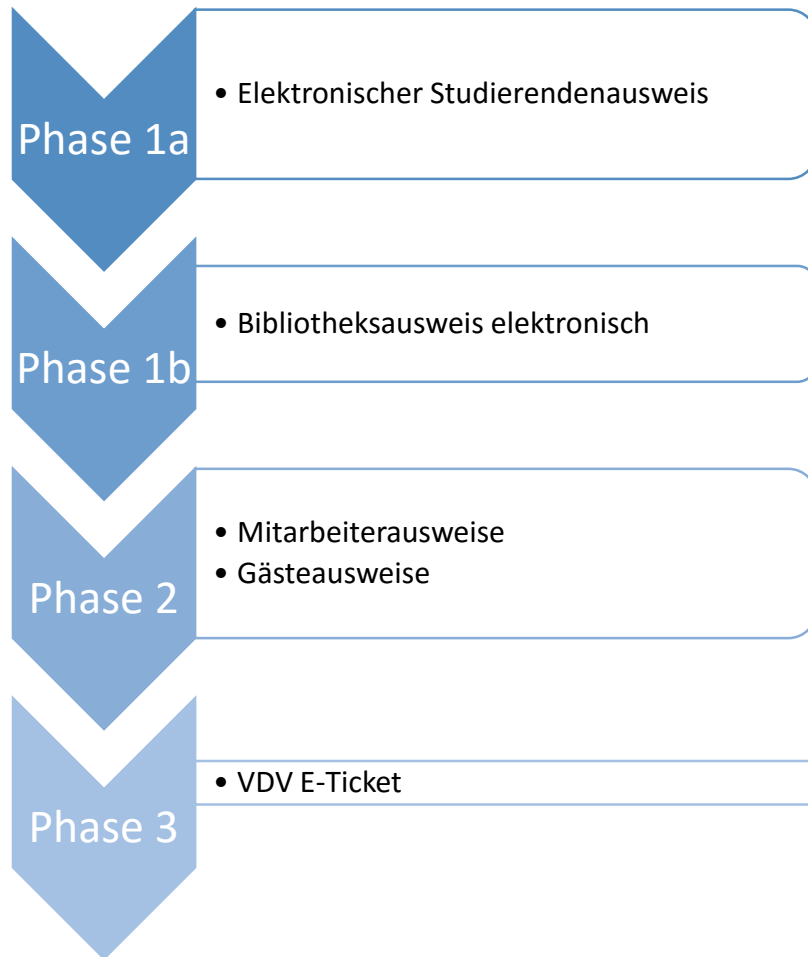 Phase 1a
• Elektronischer Studierendenausweis
Phase 1b
• Bibliotheksausweis elektronisch
Phase 2
• Mitarbeiterausweise
• Gästeausweise
Phase 3
• VDV E-Ticket